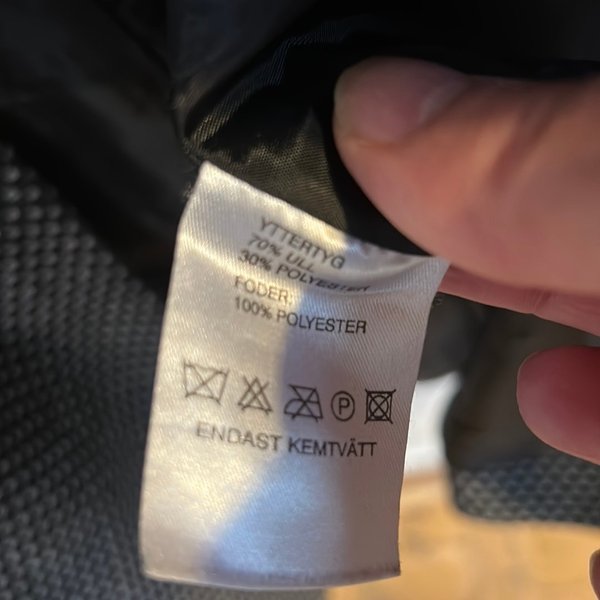 YTTERTYG
70% ULL
30% POLYESTER
FODER:
100% POLYESTER
P
ENDAST KEMTVÄTT